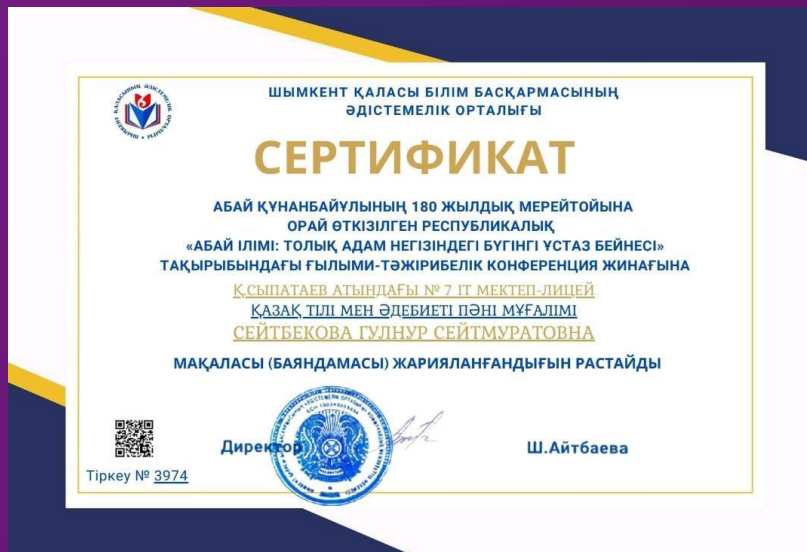 ШЫМКЕНТ ҚАЛАСЫ БІЛІМ БАСҚАРМАСЫНЫҢ
ӘДІСТЕМЕЛІК ОРТАЛЫҒЫ
СЕРТИФИКАТ
АБАЙ ҚҰНАНБАЙҰЛЫНЫҢ 180 ЖЫЛДЫҚ МЕРЕЙТОЙЫНА
ОРАЙ ӨТКІЗІЛГЕН РЕСПУБЛИКАЛЫҚ
«АБАЙ ІЛІМІ: ТОЛЫҚ АДАМ НЕГІЗІНДЕГІ БҮГІНГІ ҰСТАЗ БЕЙНЕСІ»
ТАҚЫРЫБЫНДАҒЫ ҒЫЛЫМИ-ТӘЖІРИБЕЛІК КОНФЕРЕНЦИЯ ЖИНАҒЫНА
Қ.СЫПАТАЕВ АТЫНДАҒЫ № 7 ІТ МЕКТЕП-ЛИЦЕЙ
ҚАЗАҚ ТІЛІ МЕН ӘДЕБИЕТІ ПӘНІ МҰҒАЛІМІ
СЕЙТБЕКОВА ГУЛНУР СЕЙТМУРАТОВНА
МАҚАЛАСЫ (БАЯНДАМАСЫ) ЖАРИЯЛАНҒАНДЫҒЫН РАСТАЙДЫ
Директор
Ш.Айтбаева
Тіркеу № 3974